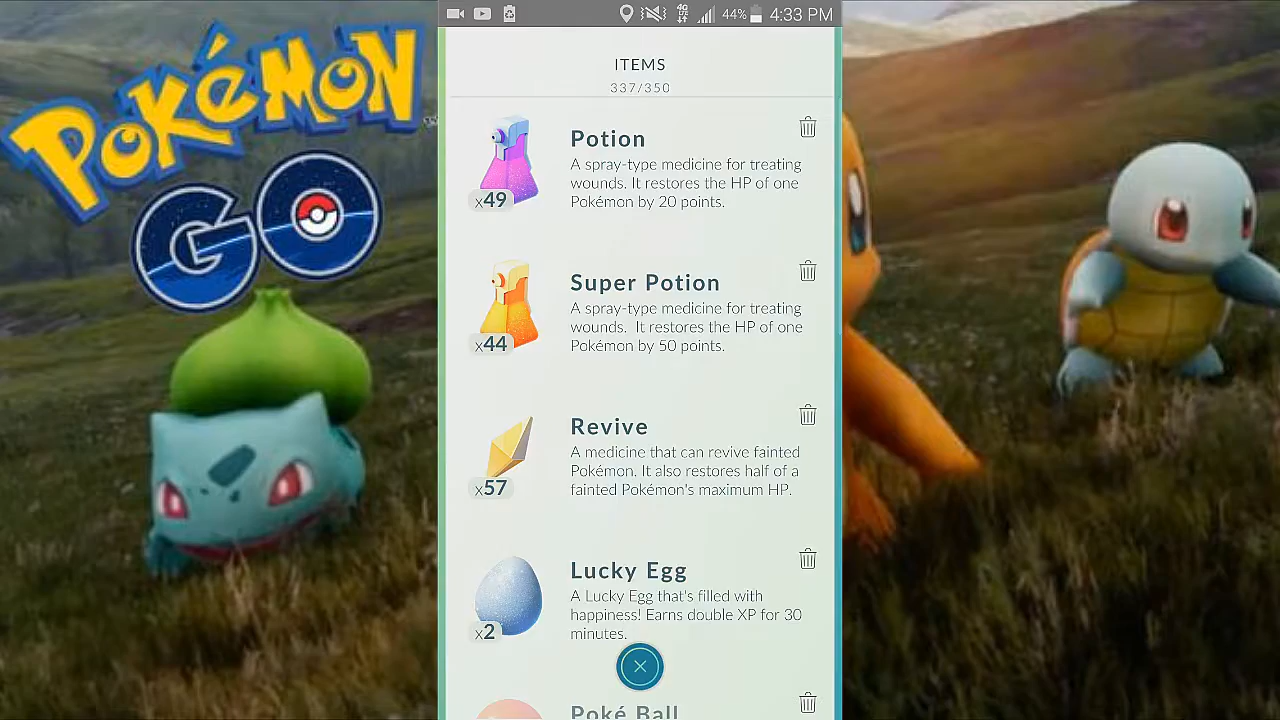 POKÉMON
GO
44% 4:33 PM
ITEMS
337/350
Potion
A spray-type medicine for treating
wounds. It restores the HP of one
Pokémon by 20 points.
x49
Super Potion
A spray-type medicine for treating
wounds. It restores the HP of one
Pokémon by 50 points.
x44
Revive
A medicine that can revive fainted
Pokémon. It also restores half of a
fainted Pokémon's maximum HP.
x57
Lucky Egg
A Lucky Egg that's filled with
happiness! Earns double XP for 30
minutes.
x2
Poké Ball